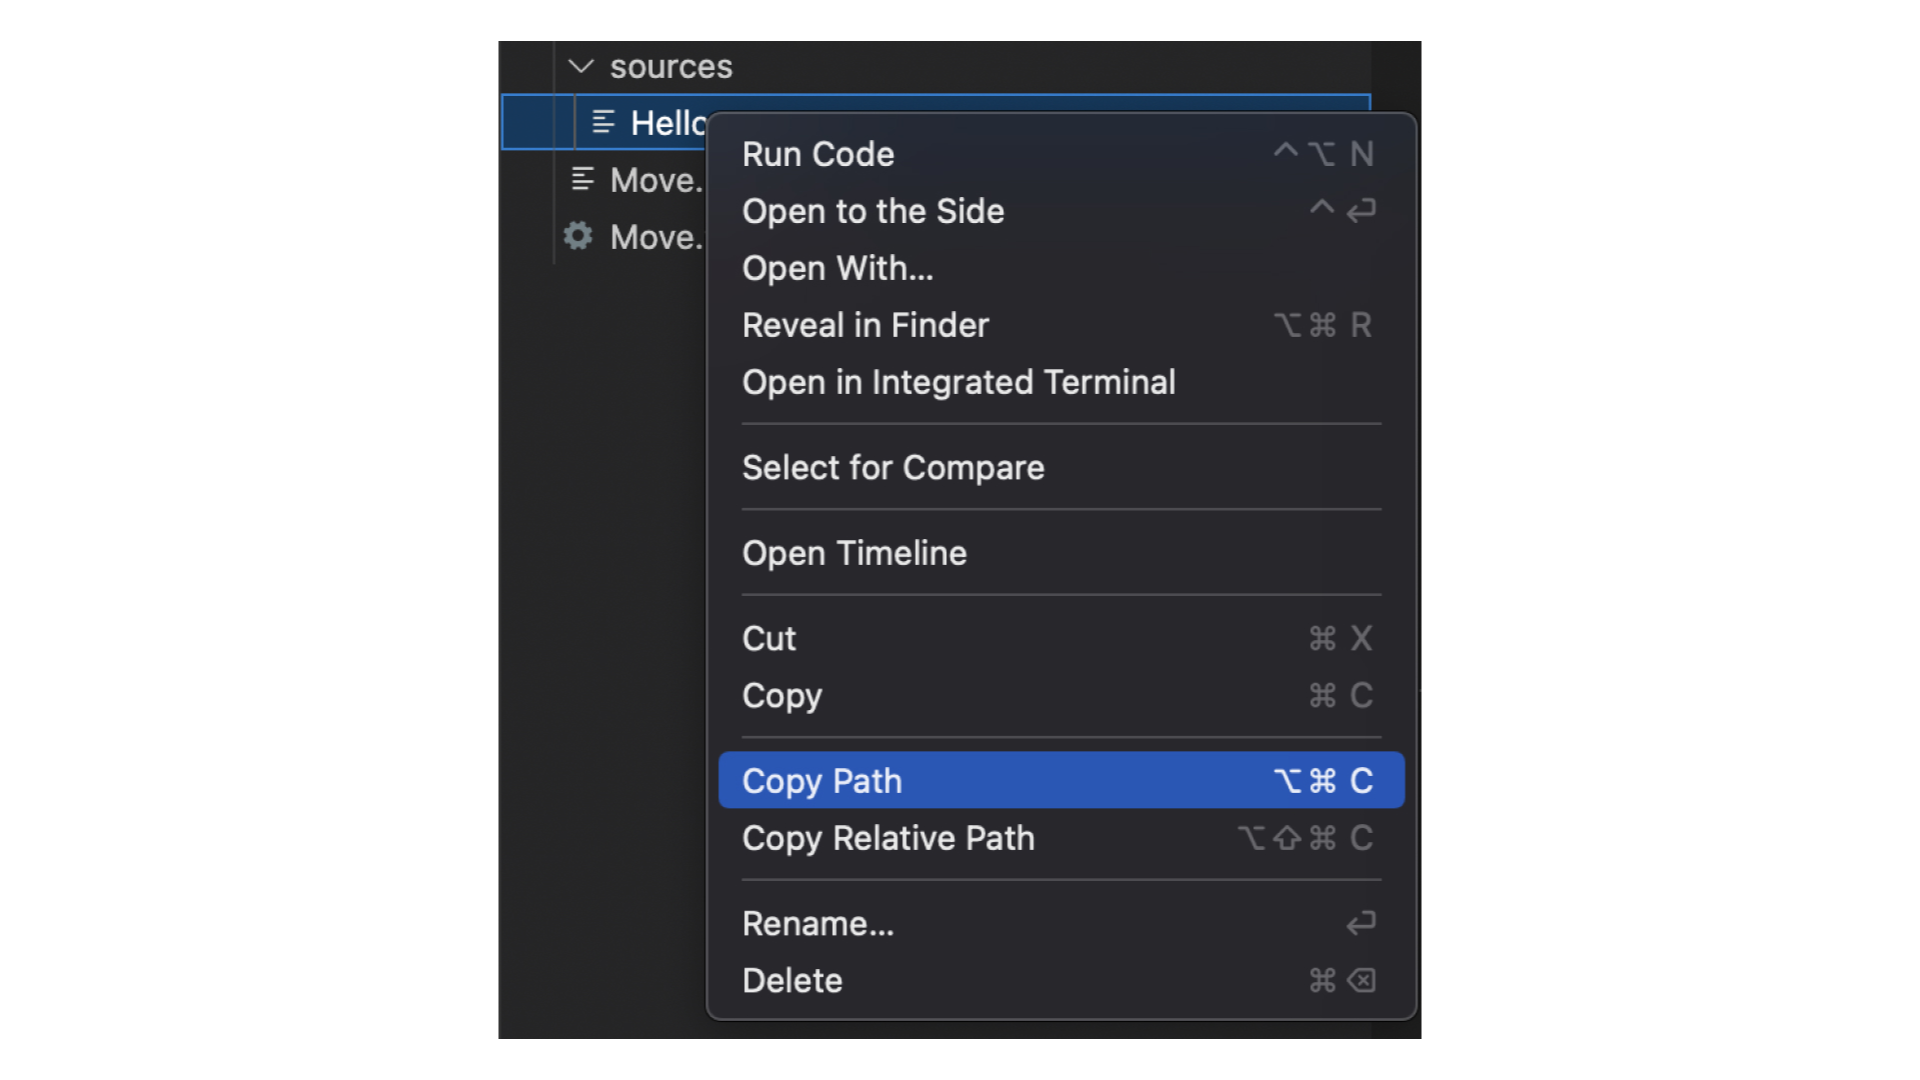 sources
Hello
Move.
Move.
Run Code ^⌥ N
Open to the Side ^⏎
Open With...
Reveal in Finder ⌥⌘ R
Open in Integrated Terminal
Select for Compare
Open Timeline
Cut ⌘ X
Copy ⌘ C
Copy Path ⌥⌘ C
Copy Relative Path ⌥⇧⌘ C
Rename... ⏎
Delete ⌘⌫